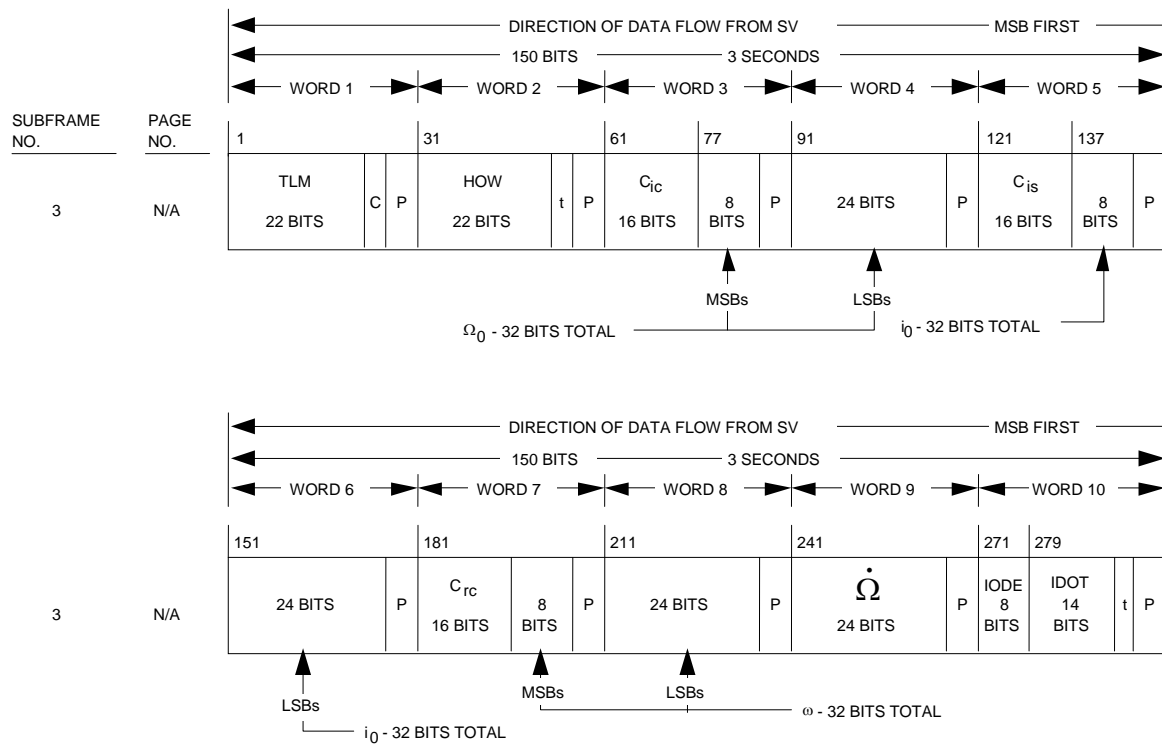 DIRECTION OF DATA FLOW FROM SV MSB FIRST
150 BITS 3 SECONDS
WORD 1 WORD 2 WORD 3 WORD 4 WORD 5
SUBFRAME NO. PAGE NO. 1 31 61 77 91 121 137
3 N/A TLM 22 BITS C P HOW 22 BITS t P Cic 16 BITS 8 BITS P 24 BITS P Cis 16 BITS 8 BITS P
MSBs LSBs
Ω0 - 32 BITS TOTAL i0 - 32 BITS TOTAL
DIRECTION OF DATA FLOW FROM SV MSB FIRST
150 BITS 3 SECONDS
WORD 6 WORD 7 WORD 8 WORD 9 WORD 10
151 181 211 241 271 279
3 N/A 24 BITS P Crc 16 BITS 8 BITS P 24 BITS P Ω̇ 24 BITS P IODE 8 BITS IDOT 14 BITS t P
LSBs MSBs LSBs
i0 - 32 BITS TOTAL ω - 32 BITS TOTAL